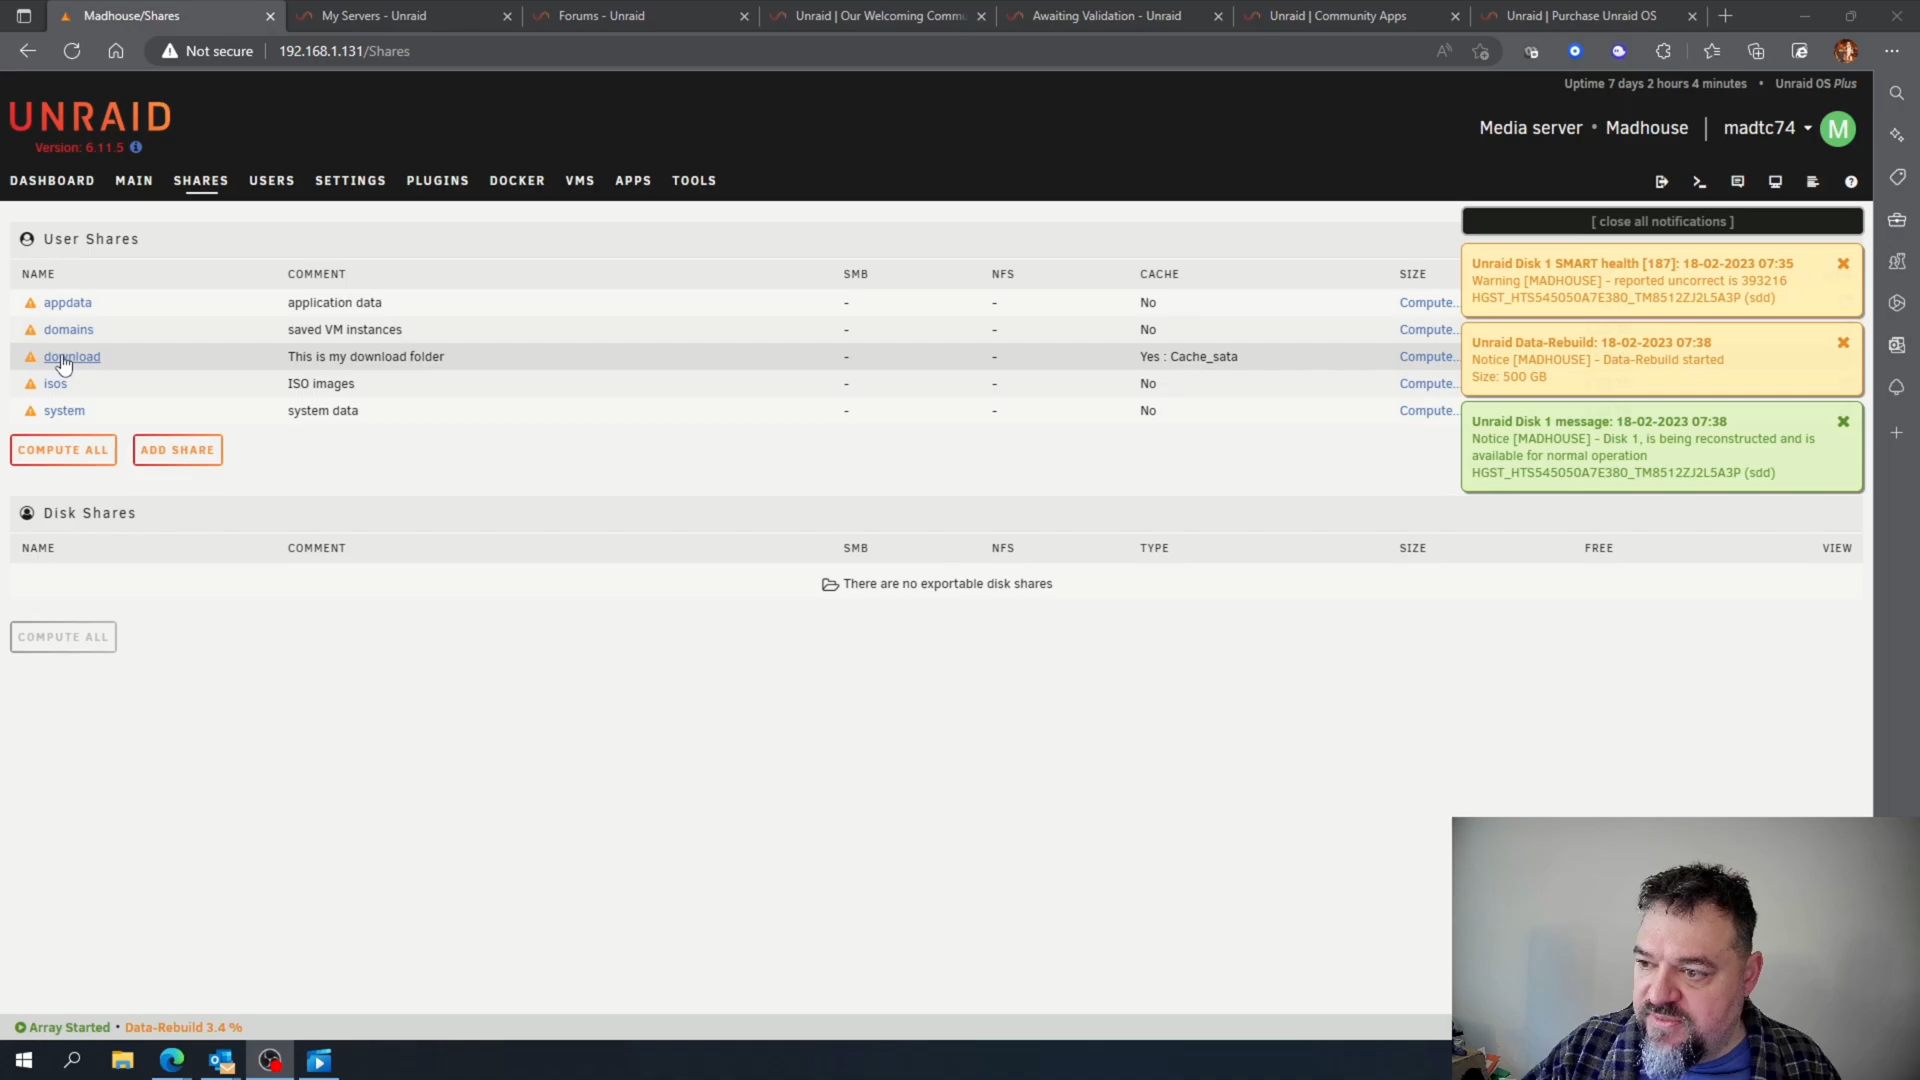 Madhouse/Shares
My Servers - Unraid
Forums - Unraid
Unraid | Our Welcoming Commu
Awaiting Validation - Unraid
Unraid | Community Apps
Unraid | Purchase Unraid OS
Not secure
192.168.1.131/Shares
Uptime 7 days 2 hours 4 minutes • Unraid OS Plus
UNRAID
Version: 6.11.5
Media server • Madhouse | madtc74
M
DASHBOARD MAIN SHARES USERS SETTINGS PLUGINS DOCKER VMS APPS TOOLS
[ close all notifications ]
User Shares
NAME COMMENT SMB NFS CACHE SIZE
appdata application data - - No Compute...
domains saved VM instances - - No Compute...
download This is my download folder - - Yes : Cache_sata Compute...
isos ISO images - - No Compute...
system system data - - No Compute...
Unraid Disk 1 SMART health [187]: 18-02-2023 07:35
Warning [MADHOUSE] - reported uncorrect is 393216
HGST_HTS545050A7E380_TM8512ZJ2L5A3P (sdd)
Unraid Data-Rebuild: 18-02-2023 07:38
Notice [MADHOUSE] - Data-Rebuild started
Size: 500 GB
Unraid Disk 1 message: 18-02-2023 07:38
Notice [MADHOUSE] - Disk 1, is being reconstructed and is
available for normal operation
HGST_HTS545050A7E380_TM8512ZJ2L5A3P (sdd)
COMPUTE ALL
ADD SHARE
Disk Shares
NAME COMMENT SMB NFS TYPE SIZE FREE VIEW
There are no exportable disk shares
COMPUTE ALL
Array Started • Data-Rebuild 3.4 %